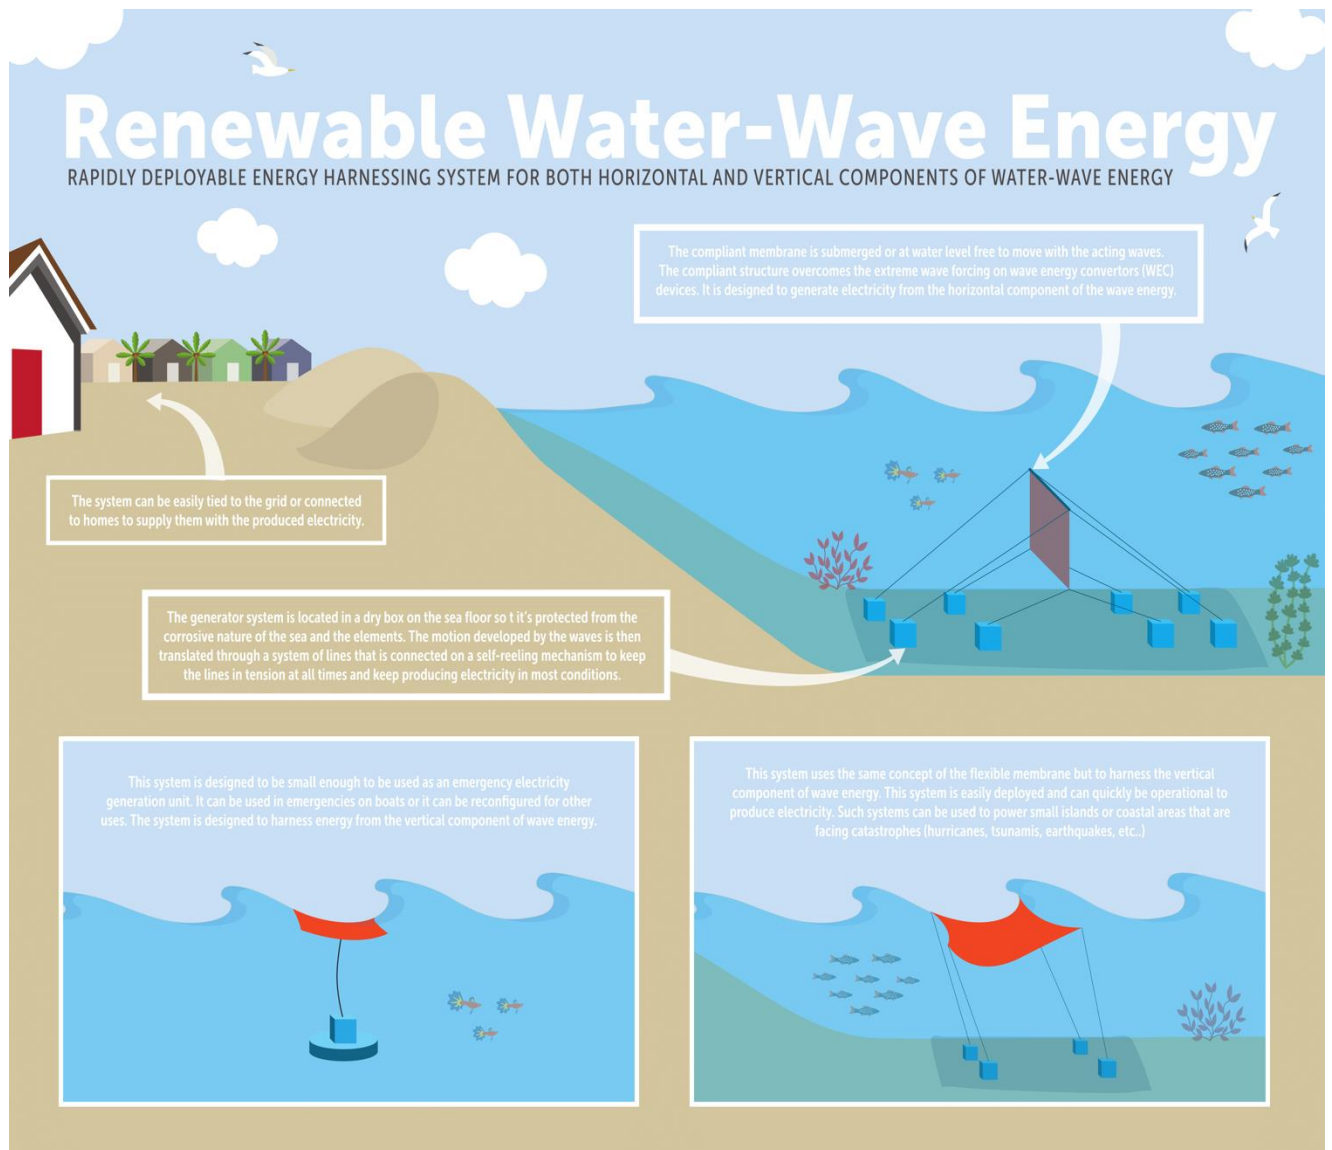 Renewable Water-Wave Energy
RAPIDLY DEPLOYABLE ENERGY HARNESSING SYSTEM FOR BOTH HORIZONTAL AND VERTICAL COMPONENTS OF WATER-WAVE ENERGY
The compliant membrane is submerged or at water level free to move with the acting waves.
The compliant structure overcomes the extreme wave forcing on wave energy convertors (WEC)
devices. It is designed to generate electricity from the horizontal component of the wave energy.
The system can be easily tied to the grid or connected
to homes to supply them with the produced electricity.
The generator system is located in a dry box on the sea floor so t it's protected from the
corrosive nature of the sea and the elements. The motion developed by the waves is then
translated through a system of lines that is connected on a self-reeling mechanism to keep
the lines in tension at all times and keep producing electricity in most conditions.
This system is designed to be small enough to be used as an emergency electricity
generation unit. It can be used in emergencies on boats or it can be reconfigured for other
uses. The system is designed to harness energy from the vertical component of wave energy.
This system uses the same concept of the flexible membrane but to harness the vertical
component of wave energy. This system is easily deployed and can quickly be operational to
produce electricity. Such systems can be used to power small islands or coastal areas that are
facing catastrophes (hurricanes, tsunamis, earthquakes, etc..)